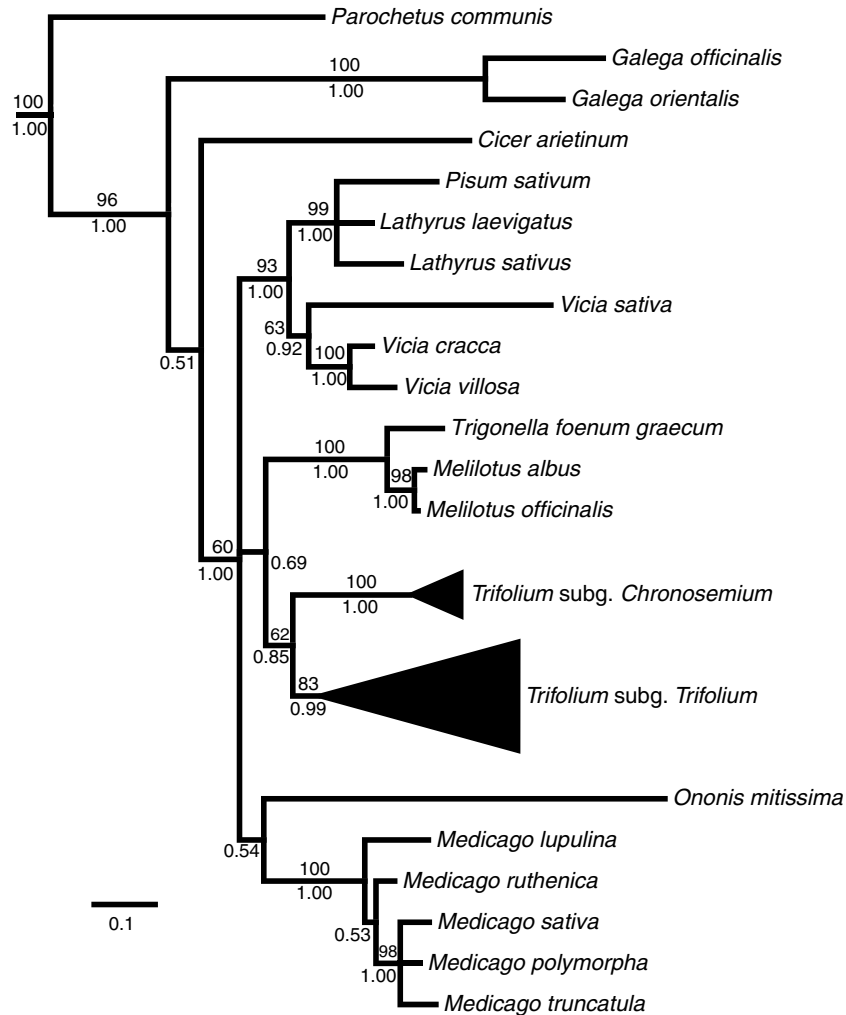 Parochetus communis
100
Galega officinalis
1.00
Galega orientalis
100
1.00
Cicer arietinum
Pisum sativum
96
99
1.00
1.00
Lathyrus laevigatus
93
Lathyrus sativus
1.00
Vicia sativa
63
0.92
100
Vicia cracca
0.51
1.00
Vicia villosa
Trigonella foenum graecum
100
Melilotus albus
1.00
98
1.00
Melilotus officinalis
60
0.69
1.00
100
Trifolium subg. Chronosemium
1.00
62
0.85
83
Trifolium subg. Trifolium
0.99
Ononis mitissima
Medicago lupulina
0.54
100
Medicago ruthenica
1.00
Medicago sativa
0.1
0.53
98
Medicago polymorpha
1.00
Medicago truncatula